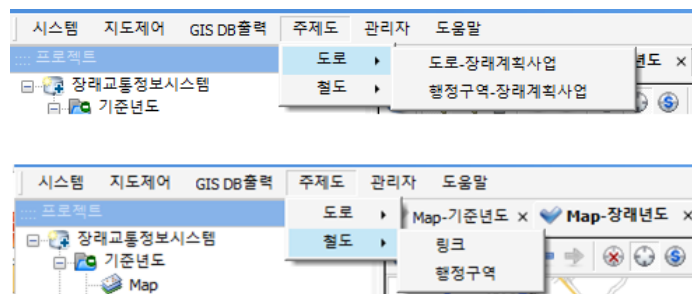 시스템 지도제어 GIS DB출력 주제도 관리자 도움말
.... 프로젝트 도로 도로-장래계획사업 년도 ×
장래교통정보시스템 철도 행정구역-장래계획사업
기준년도
시스템 지도제어 GIS DB출력 주제도 관리자 도움말
.... 프로젝트 도로 Map-기준년도 × Map-장래년도 ×
장래교통정보시스템 철도 링크
기준년도 행정구역
Map